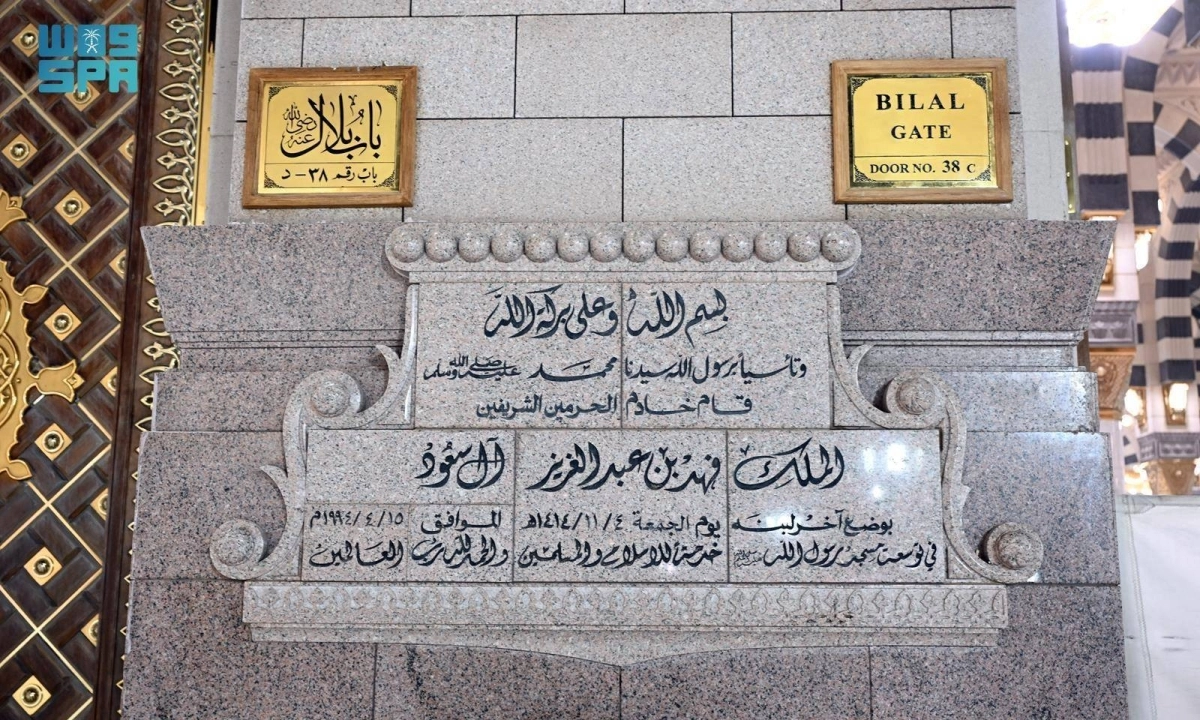 واس
SPA
باب بلال
رضي الله عنه
باب رقم ٣٨ - د
BILAL
GATE
DOOR NO. 38 C
بسم الله وعلى بركة الله
وتأسياً برسول الله سيدنا محمد صلى الله عليه وسلم
قام خادم الحرمين الشريفين
الملك فهد بن عبد العزيز آل سعود
بوضع آخر لبنه يوم الجمعة ١٤١٤/١١/٤هـ الموافق ١٩٩٤/٤/١٥م
في توسعة مسجد رسول الله ﷺ خدمة للاسلام والمسلمين والحمد لله رب العالمين